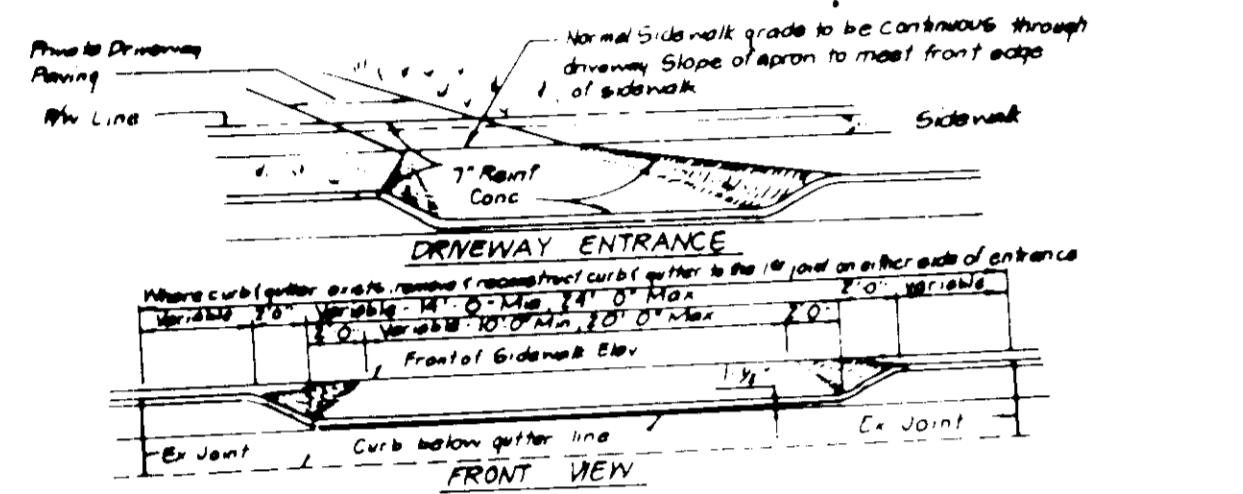 Normal Sidewalk grade to be continuous through
driveway Slope of apron to meet front edge
of sidewalk
Private Driveway
Paving
R/W Line
Sidewalk
7" Reinf
Conc
DRIVEWAY ENTRANCE
Where curb & gutter exists, remove & reconstruct curb & gutter to the 1st joint on either side of entrance
Variable 2'0" Variable - 14'-0" Min, 24'0" Max 2'0" Variable
2'0" Variable - 10'0" Min, 20'0" Max 2'0"
Front of Sidewalk Elev
Ex Joint
Curb below gutter line
Ex Joint
FRONT VIEW